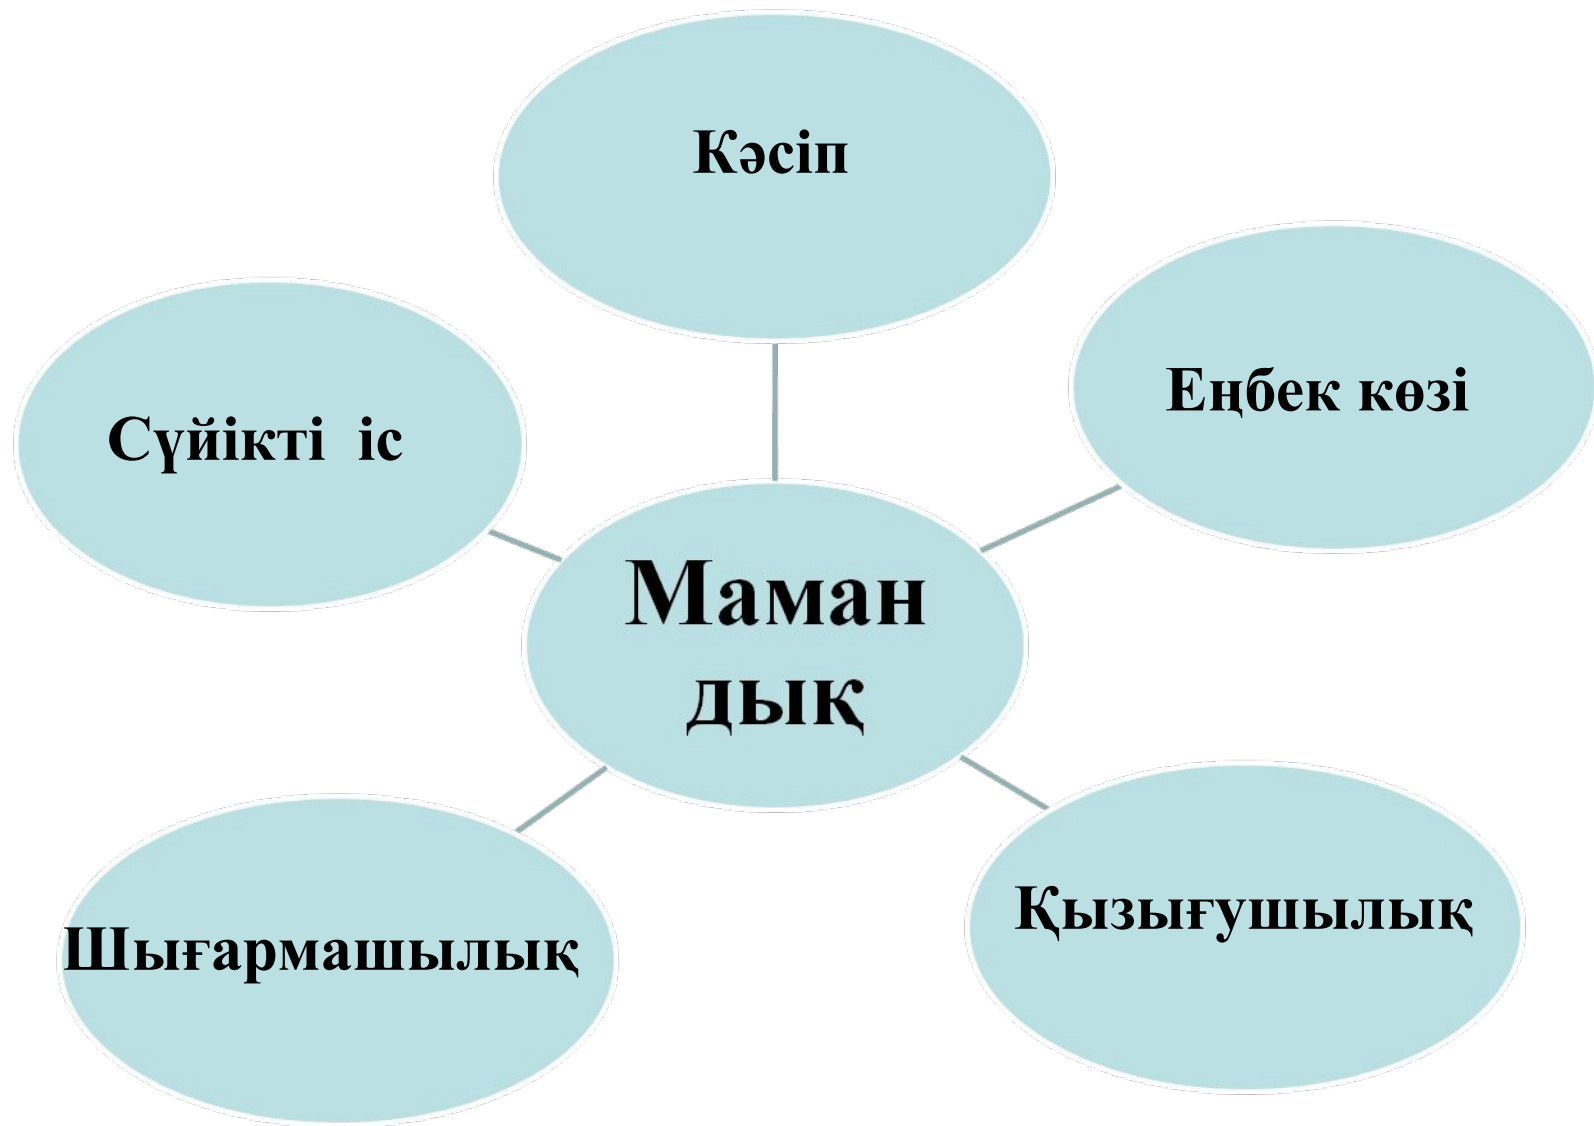 Кәсіп
Еңбек көзі
Сүйікті іс
Маман
дық
Қызығушылық
Шығармашылық